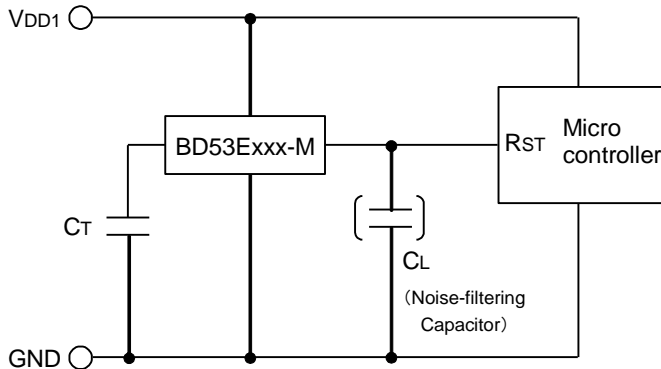 VDD1
BD53Exxx-M
RST
Micro
controller
CT
CL
（Noise-filtering
Capacitor）
GND